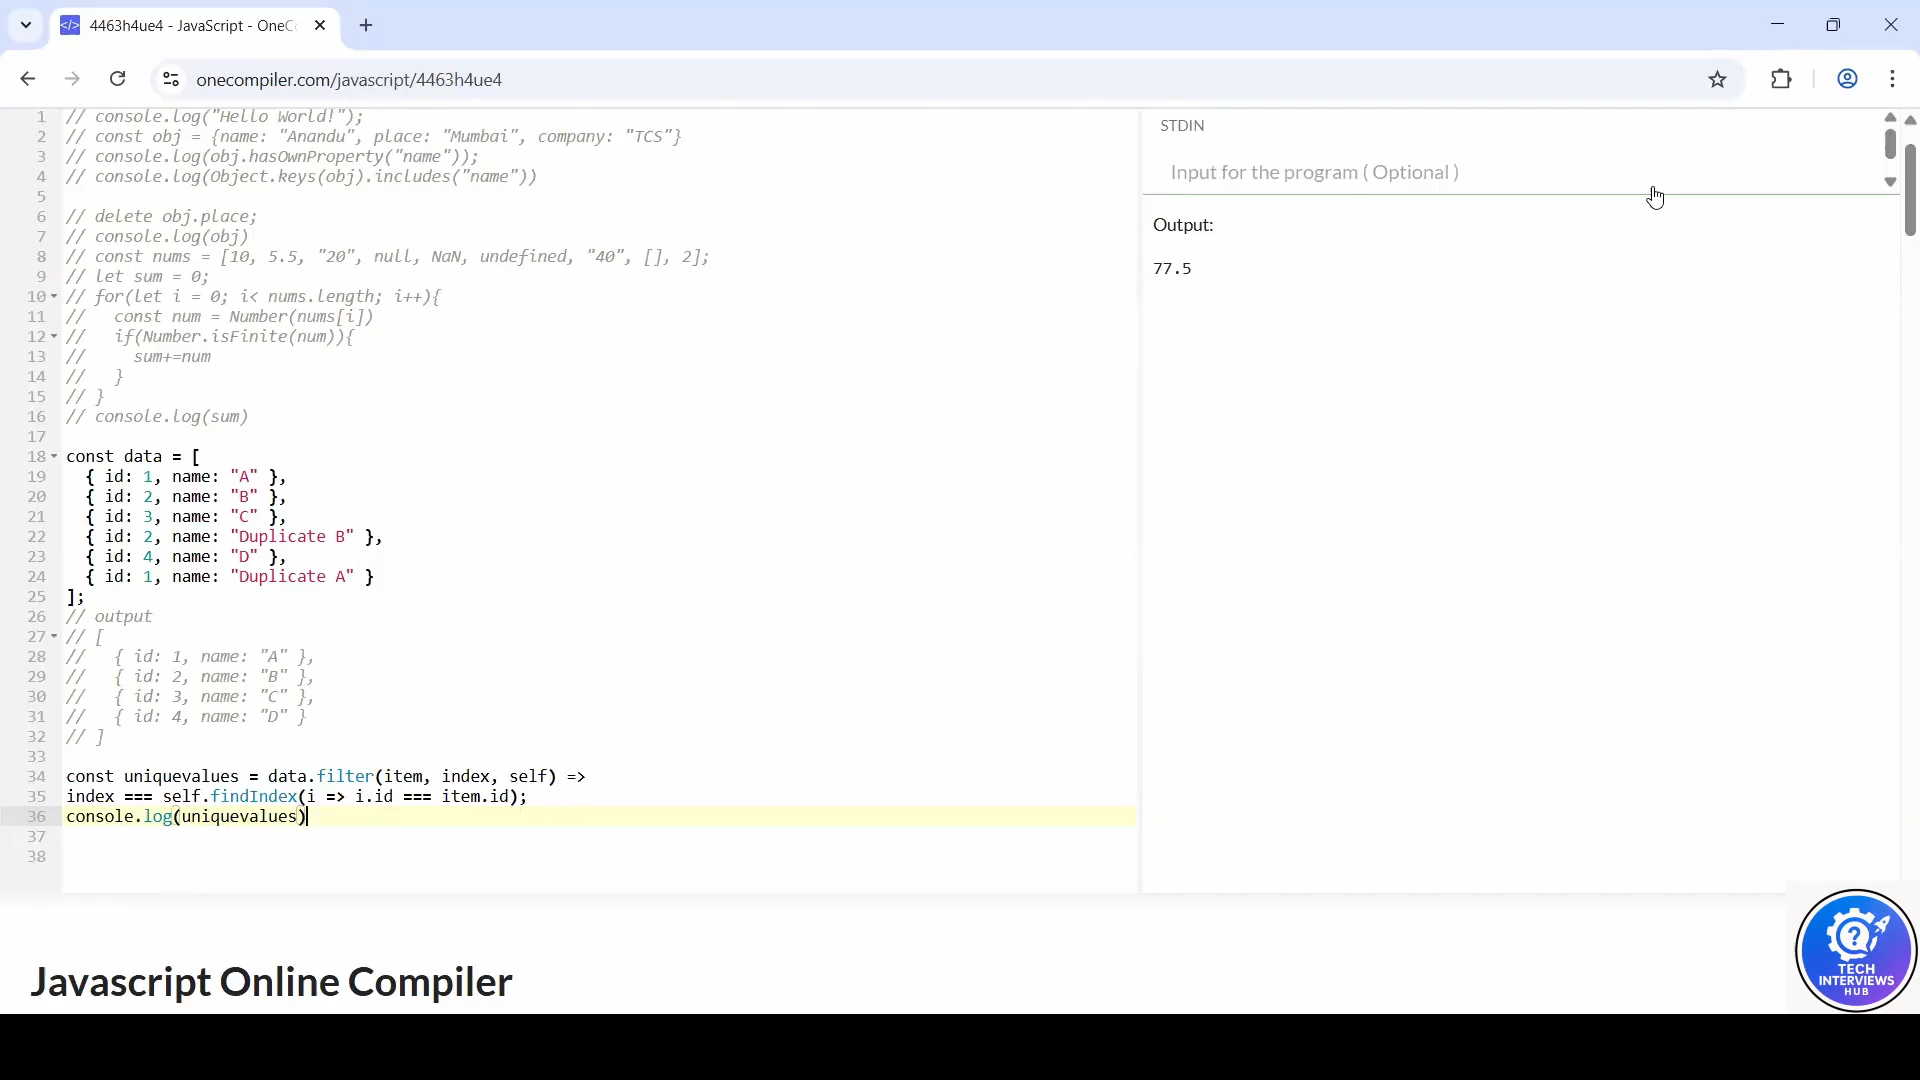 4463h4ue4 - JavaScript - OneC
onecompiler.com/javascript/4463h4ue4
1 // console.log("Hello World!");
2 // const obj = {name: "Anandu", place: "Mumbai", company: "TCS"}
3 // console.log(obj.hasOwnProperty("name"));
4 // console.log(Object.keys(obj).includes("name"))
5
6 // delete obj.place;
7 // console.log(obj)
8 // const nums = [10, 5.5, "20", null, NaN, undefined, "40", [], 2];
9 // let sum = 0;
10 // for(let i = 0; i< nums.length; i++){
11 //   const num = Number(nums[i])
12 //   if(Number.isFinite(num)){
13 //     sum+=num
14 //   }
15 // }
16 // console.log(sum)
17
18 const data = [
19   { id: 1, name: "A" },
20   { id: 2, name: "B" },
21   { id: 3, name: "C" },
22   { id: 2, name: "Duplicate B" },
23   { id: 4, name: "D" },
24   { id: 1, name: "Duplicate A" }
25 ];
26 // output
27 // [
28 //   { id: 1, name: "A" },
29 //   { id: 2, name: "B" },
30 //   { id: 3, name: "C" },
31 //   { id: 4, name: "D" }
32 // ]
33
34 const uniquevalues = data.filter(item, index, self) =>
35 index === self.findIndex(i => i.id === item.id);
36 console.log(uniquevalues)
37
38
STDIN
Input for the program ( Optional )
Output:
77.5
Javascript Online Compiler
?
TECH
INTERVIEWS
HUB